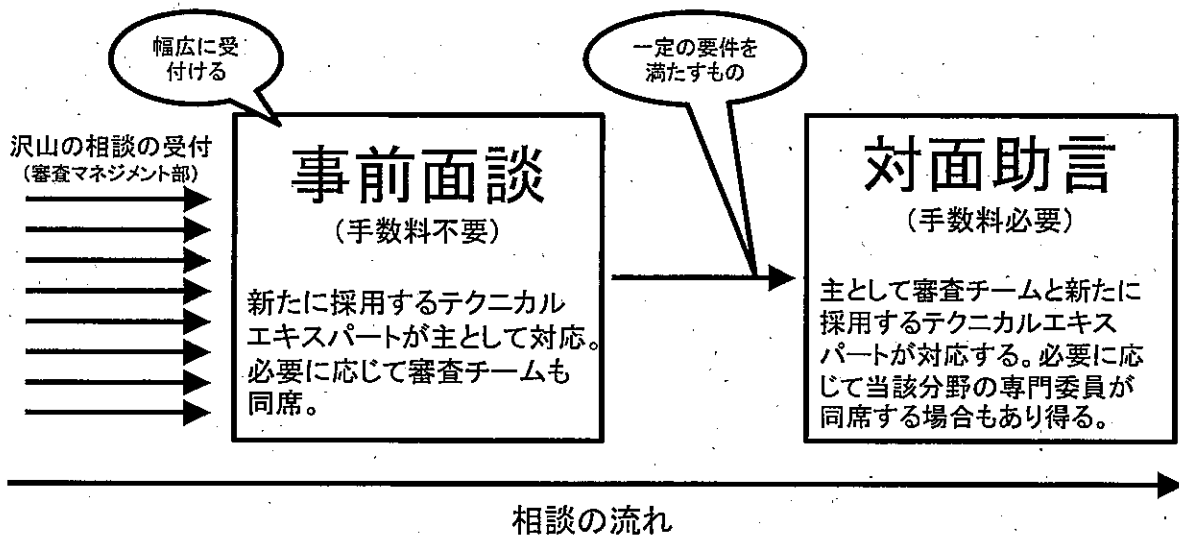 幅広に受
付ける
一定の要件を
満たすもの
沢山の相談の受付
(審査マネジメント部)
事前面談
(手数料不要)
新たに採用するテクニカル
エキスパートが主として対応。
必要に応じて審査チームも
同席。
対面助言
(手数料必要)
主として審査チームと新たに
採用するテクニカルエキス
パートが対応する。必要に応
じて当該分野の専門委員が
同席する場合もあり得る。
相談の流れ